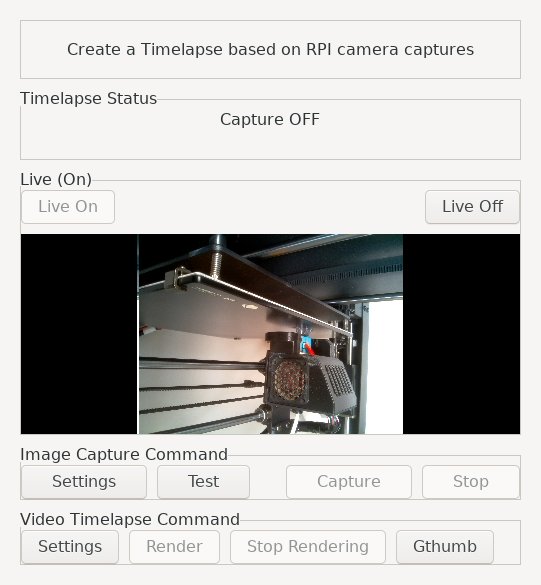 Create a Timelapse based on RPI camera captures
Timelapse Status
Capture OFF
Live (On)
Live On Live Off
Image Capture Command
Settings Test Capture Stop
Video Timelapse Command
Settings Render Stop Rendering Gthumb